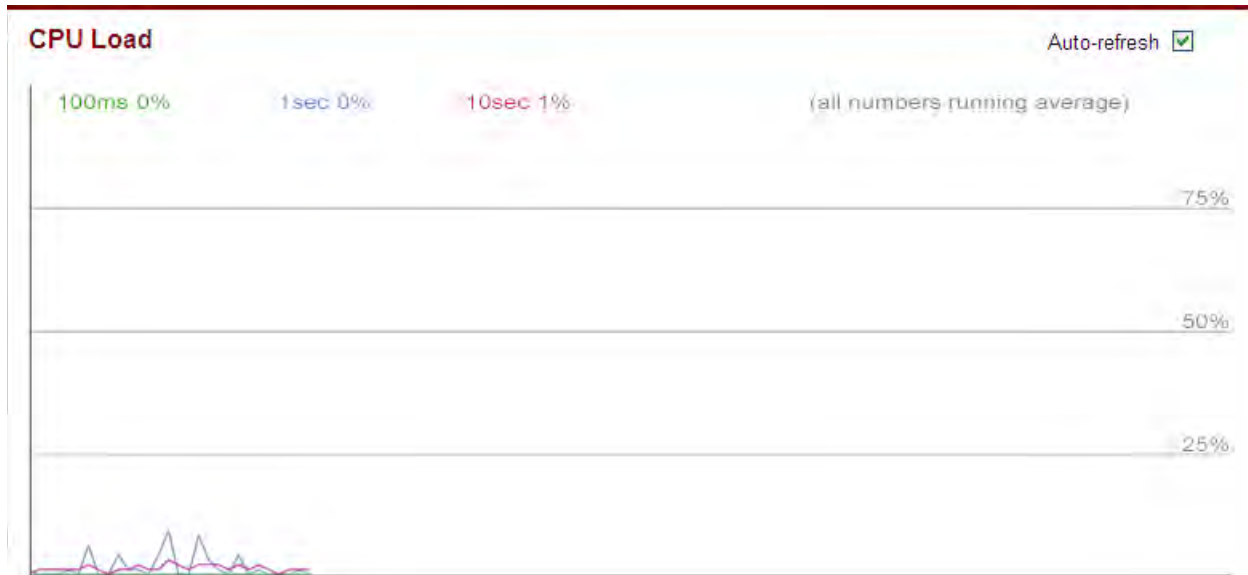 CPU Load
Auto-refresh
100ms 0% 1sec 0% 10sec 1% (all numbers running average)
75%
50%
25%